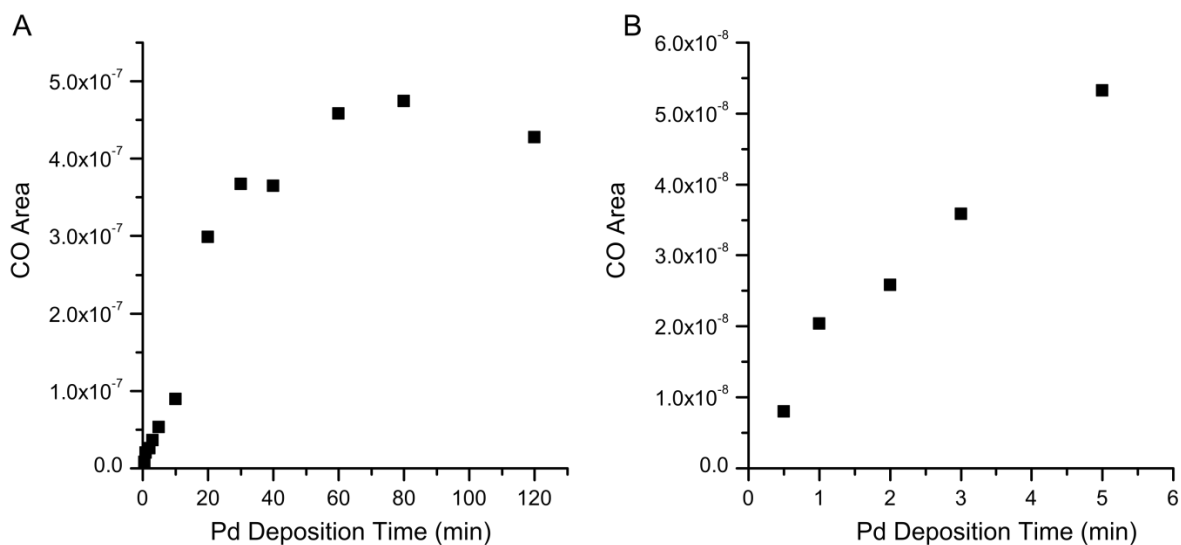 A
5.0x10⁻⁷
4.0x10⁻⁷
3.0x10⁻⁷
2.0x10⁻⁷
1.0x10⁻⁷
0.0
CO Area
0 20 40 60 80 100 120
Pd Deposition Time (min)
B
6.0x10⁻⁸
5.0x10⁻⁸
4.0x10⁻⁸
3.0x10⁻⁸
2.0x10⁻⁸
1.0x10⁻⁸
0.0
CO Area
0 1 2 3 4 5 6
Pd Deposition Time (min)